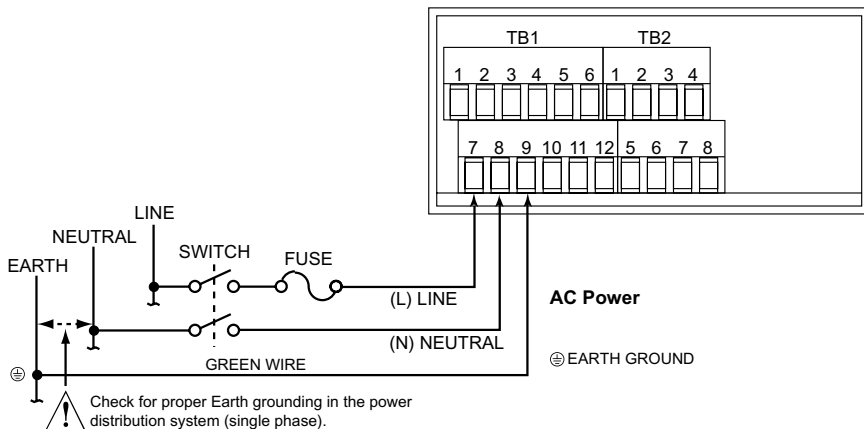 TB1 TB2
1 2 3 4 5 6 1 2 3 4
7 8 9 10 11 12 5 6 7 8
LINE
NEUTRAL
EARTH
SWITCH
FUSE
(L) LINE
AC Power
(N) NEUTRAL
GREEN WIRE
EARTH GROUND
!
Check for proper Earth grounding in the power
distribution system (single phase).